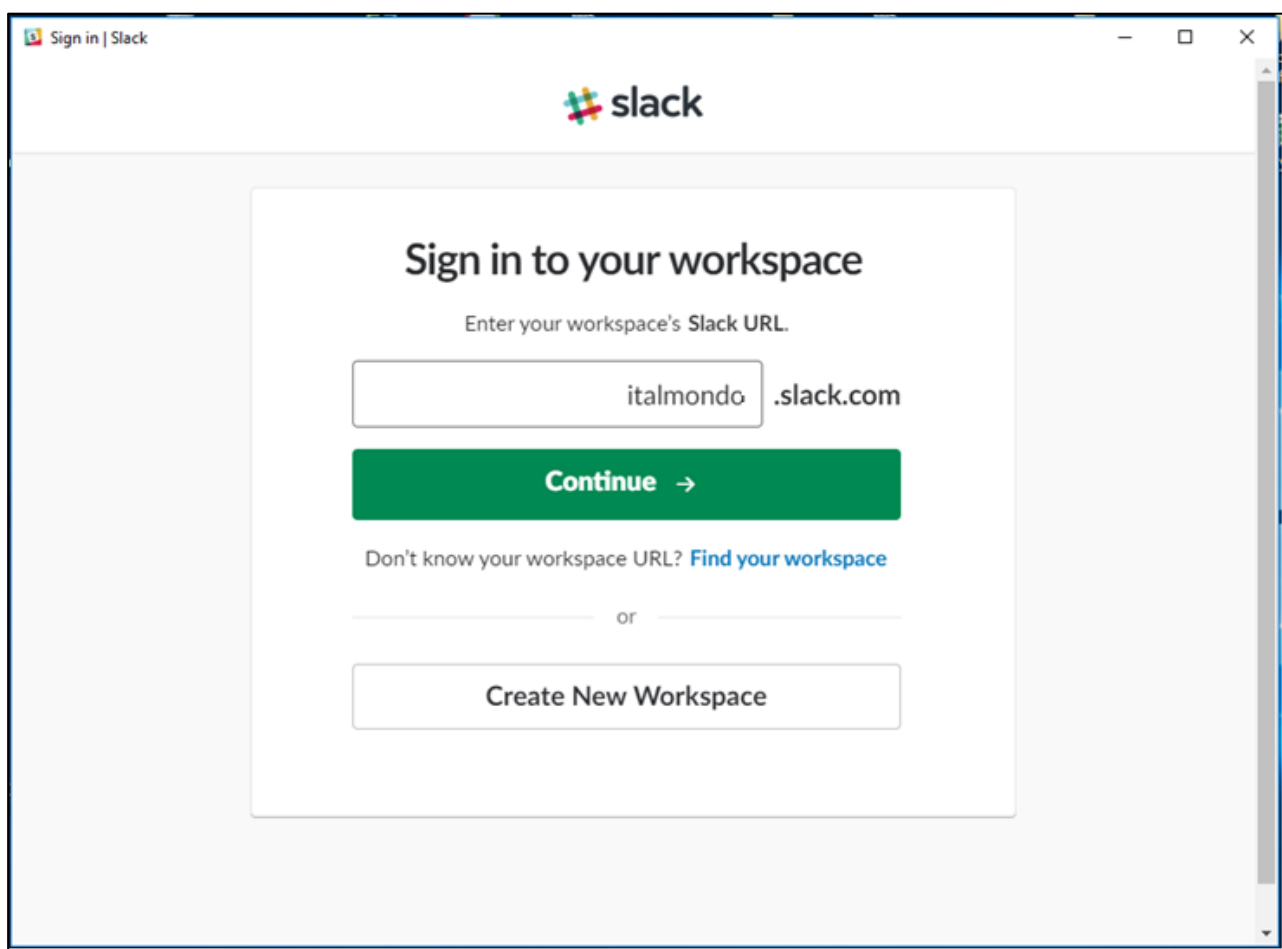 Sign in | Slack
slack
Sign in to your workspace
Enter your workspace's Slack URL.
italmondo .slack.com
Continue →
Don't know your workspace URL? Find your workspace
or
Create New Workspace